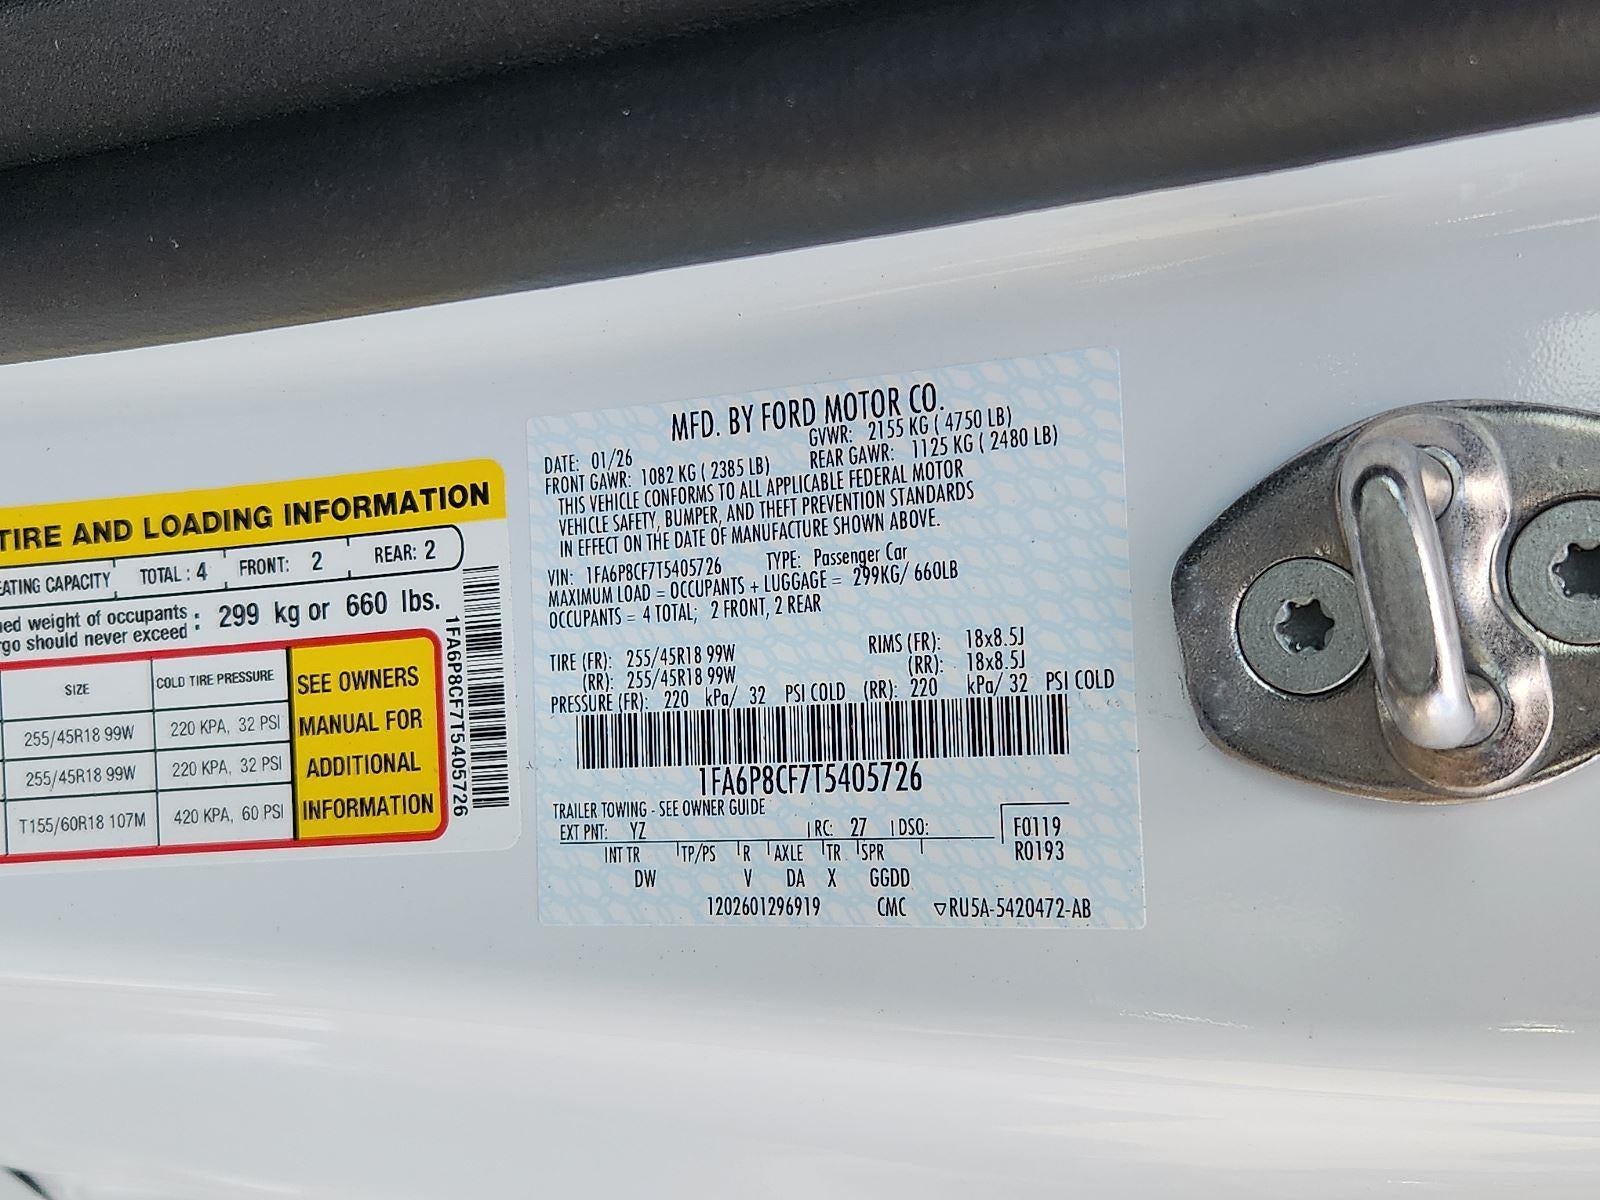 TIRE AND LOADING INFORMATION
EATING CAPACITY TOTAL : 4 FRONT: 2 REAR: 2
ned weight of occupants
rgo should never exceed : 299 kg or 660 lbs.
SIZE COLD TIRE PRESSURE
255/45R18 99W 220 KPA, 32 PSI
255/45R18 99W 220 KPA, 32 PSI
T155/60R18 107M 420 KPA, 60 PSI
SEE OWNERS
MANUAL FOR
ADDITIONAL
INFORMATION
1FA6P8CF7T5405726
MFD. BY FORD MOTOR CO.
DATE: 01/26 GVWR: 2155 KG ( 4750 LB)
FRONT GAWR: 1082 KG ( 2385 LB) REAR GAWR: 1125 KG ( 2480 LB)
THIS VEHICLE CONFORMS TO ALL APPLICABLE FEDERAL MOTOR
VEHICLE SAFETY, BUMPER, AND THEFT PREVENTION STANDARDS
IN EFFECT ON THE DATE OF MANUFACTURE SHOWN ABOVE.
VIN: 1FA6P8CF7T5405726 TYPE: Passenger Car
MAXIMUM LOAD = OCCUPANTS + LUGGAGE = 299KG/ 660LB
OCCUPANTS = 4 TOTAL; 2 FRONT, 2 REAR
TIRE (FR): 255/45R18 99W RIMS (FR): 18x8.5J
(RR): 255/45R18 99W (RR): 18x8.5J
PRESSURE (FR): 220 kPa/ 32 PSI COLD (RR): 220 kPa/ 32 PSI COLD
1FA6P8CF7T5405726
TRAILER TOWING - SEE OWNER GUIDE
EXT PNT: YZ RC: 27 DSO: F0119
INT TR TP/PS R AXLE TR SPR R0193
DW V DA X GGDD
1202601296919 CMC ▽RU5A-5420472-AB